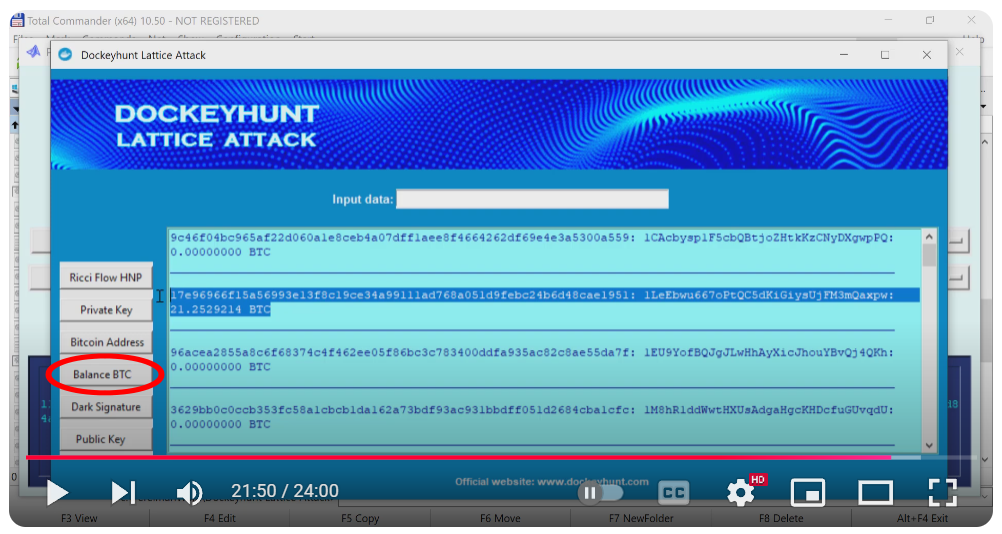 Total Commander (x64) 10.50 - NOT REGISTERED
Dockeyhunt Lattice Attack
DOCKEYHUNT
LATTICE ATTACK
Input data:
9c46f04bc965af22d060a1e8ceb4a07dff1aee8f4664262df69e4e3a5300a559: 1CAcbysp1F5cbQBtjoZHtkKzCNyDXgwpPQ:
0.00000000 BTC
17e96966f15a56993e13f8c19ce34a99111ad768a051d9febc24b6d48cae1951: 1LeEbwu667oPtQC5dKiGiysUjFM3mQaxpw:
21.2529214 BTC
96acea2855a8c6f68374c4f462ee05f86bc3c783400ddfa935ac82c8ae55da7f: 1EU9YofBQJgJLwHhAyXicJhouYBvQj4QKh:
0.00000000 BTC
3629bb0c0ccb353fc58a1cbcb1da162a73bdf93ac931bbdff051d2684cba1cfc: 1M8hR1ddWwtHXUsAdgaHgcKHDcfuGUvqdU:
0.00000000 BTC
Ricci Flow HNP
Private Key
Bitcoin Address
Balance BTC
Dark Signature
Public Key
Official website: www.dockeyhunt.com
21:50 / 24:00
CC
HD
F3 View
F4 Edit
F5 Copy
F6 Move
F7 NewFolder
F8 Delete
Alt+F4 Exit